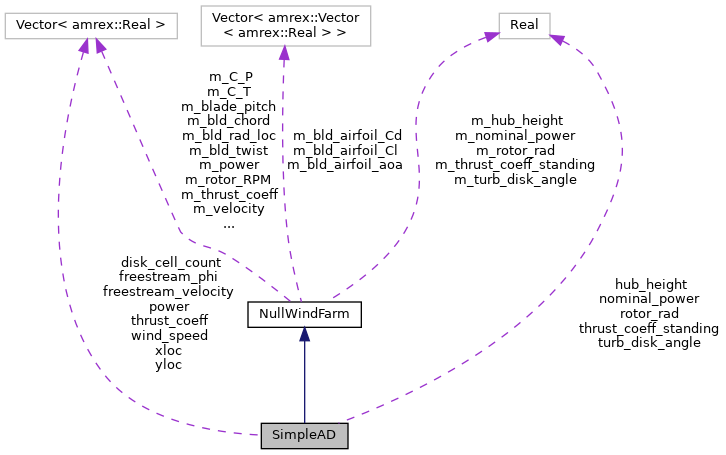 Vector< amrex::Real >
Vector< amrex::Vector
< amrex::Real > >
Real
m_C_P
m_C_T
m_blade_pitch
m_bld_chord
m_bld_rad_loc
m_bld_twist
m_power
m_rotor_RPM
m_thrust_coeff
m_velocity
...
m_bld_airfoil_Cd
m_bld_airfoil_Cl
m_bld_airfoil_aoa
m_hub_height
m_nominal_power
m_rotor_rad
m_thrust_coeff_standing
m_turb_disk_angle
disk_cell_count
freestream_phi
freestream_velocity
power
thrust_coeff
wind_speed
xloc
yloc
NullWindFarm
hub_height
nominal_power
rotor_rad
thrust_coeff_standing
turb_disk_angle
SimpleAD